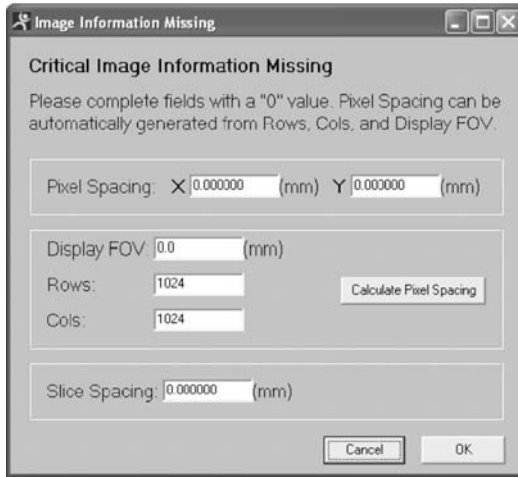 Image Information Missing
Critical Image Information Missing
Please complete fields with a "0" value. Pixel Spacing can be
automatically generated from Rows, Cols, and Display FOV.
Pixel Spacing: X 0.000000 (mm) Y 0.000000 (mm)
Display FOV: 0.0 (mm)
Rows: 1024
Calculate Pixel Spacing
Cols: 1024
Slice Spacing: 0.000000 (mm)
Cancel OK